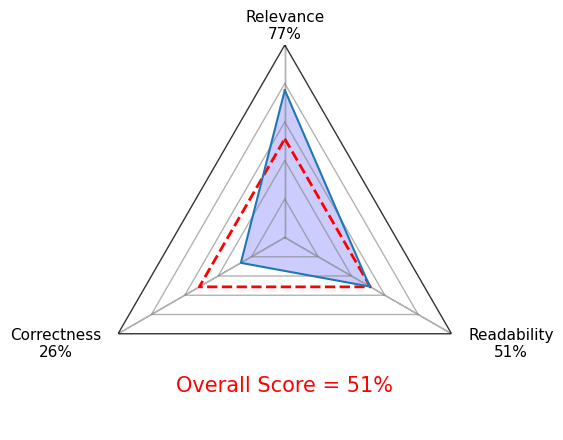 Relevance
77%
Correctness
26%
Readability
51%
Overall Score = 51%